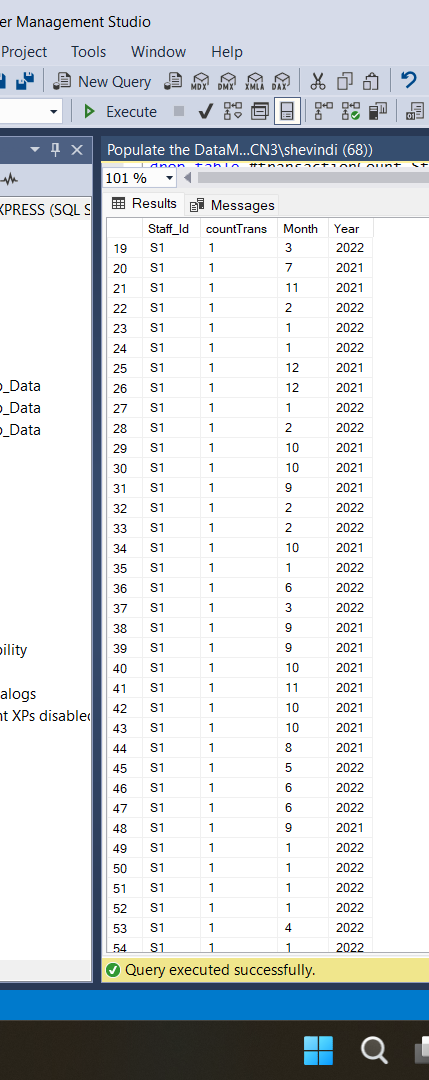 er Management Studio
Project Tools Window Help
New Query MDX DMX XMLA DAX
Execute
Populate the DataM...CN3\shevindi (68))
101 %
XPRESS (SQL S
Results Messages
Staff_Id countTrans Month Year
19 S1 1 3 2022
20 S1 1 7 2021
21 S1 1 11 2021
22 S1 1 2 2022
23 S1 1 1 2022
24 S1 1 1 2022
25 S1 1 12 2021
26 S1 1 12 2021
27 S1 1 1 2022
28 S1 1 2 2022
29 S1 1 10 2021
30 S1 1 10 2021
31 S1 1 9 2021
32 S1 1 2 2022
33 S1 1 2 2022
34 S1 1 10 2021
35 S1 1 1 2022
36 S1 1 6 2022
37 S1 1 3 2022
38 S1 1 9 2021
39 S1 1 9 2021
40 S1 1 10 2021
41 S1 1 11 2021
42 S1 1 10 2021
43 S1 1 10 2021
44 S1 1 8 2021
45 S1 1 5 2022
46 S1 1 6 2022
47 S1 1 6 2022
48 S1 1 9 2021
49 S1 1 1 2022
50 S1 1 1 2022
51 S1 1 1 2022
52 S1 1 1 2022
53 S1 1 4 2022
54 S1 1 1 2022
o_Data
o_Data
o_Data
bility
alogs
nt XPs disabled
Query executed successfully.